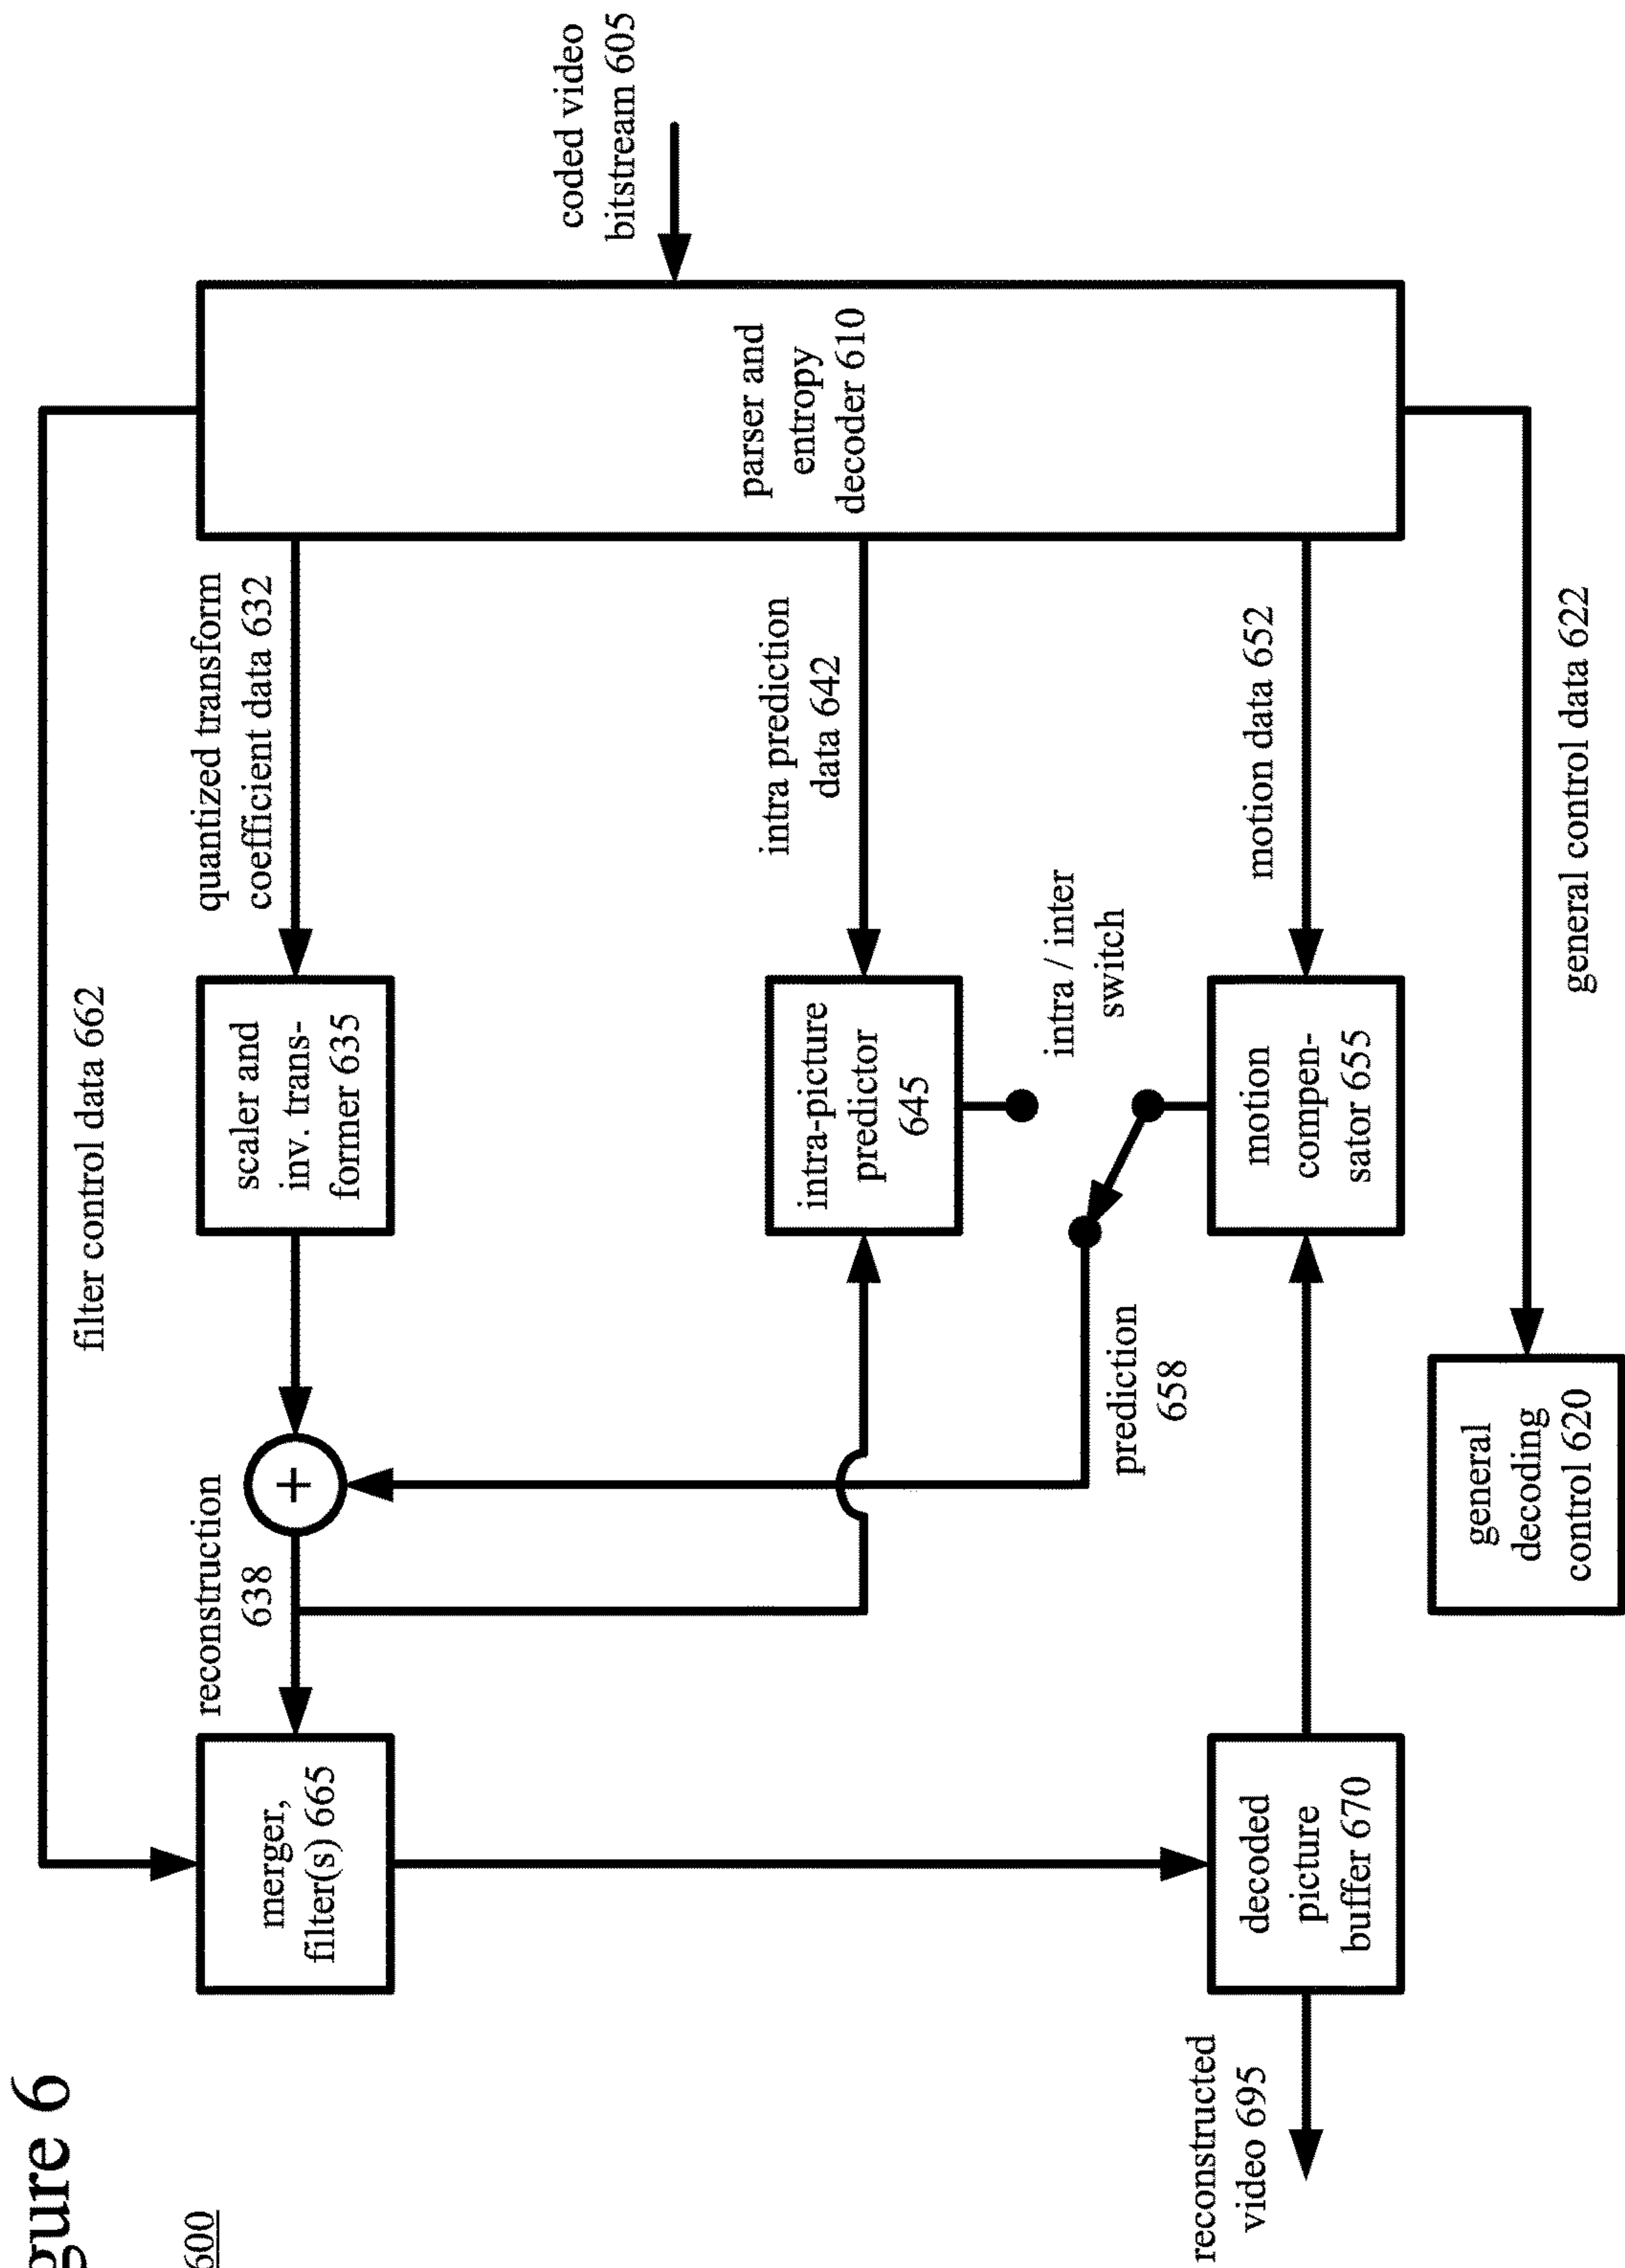 gure 6
600
filter control data 662
merger,
filter(s) 665
reconstruction
638
+
scaler and
inv. trans-
former 635
quantized transform
coefficient data 632
coded video
bitstream 605
parser and
entropy
decoder 610
intra-picture
predictor
645
intra prediction
data 642
intra / inter
switch
prediction
658
reconstructed
video 695
decoded
picture
buffer 670
motion
compen-
sator 655
motion data 652
general
decoding
control 620
general control data 622